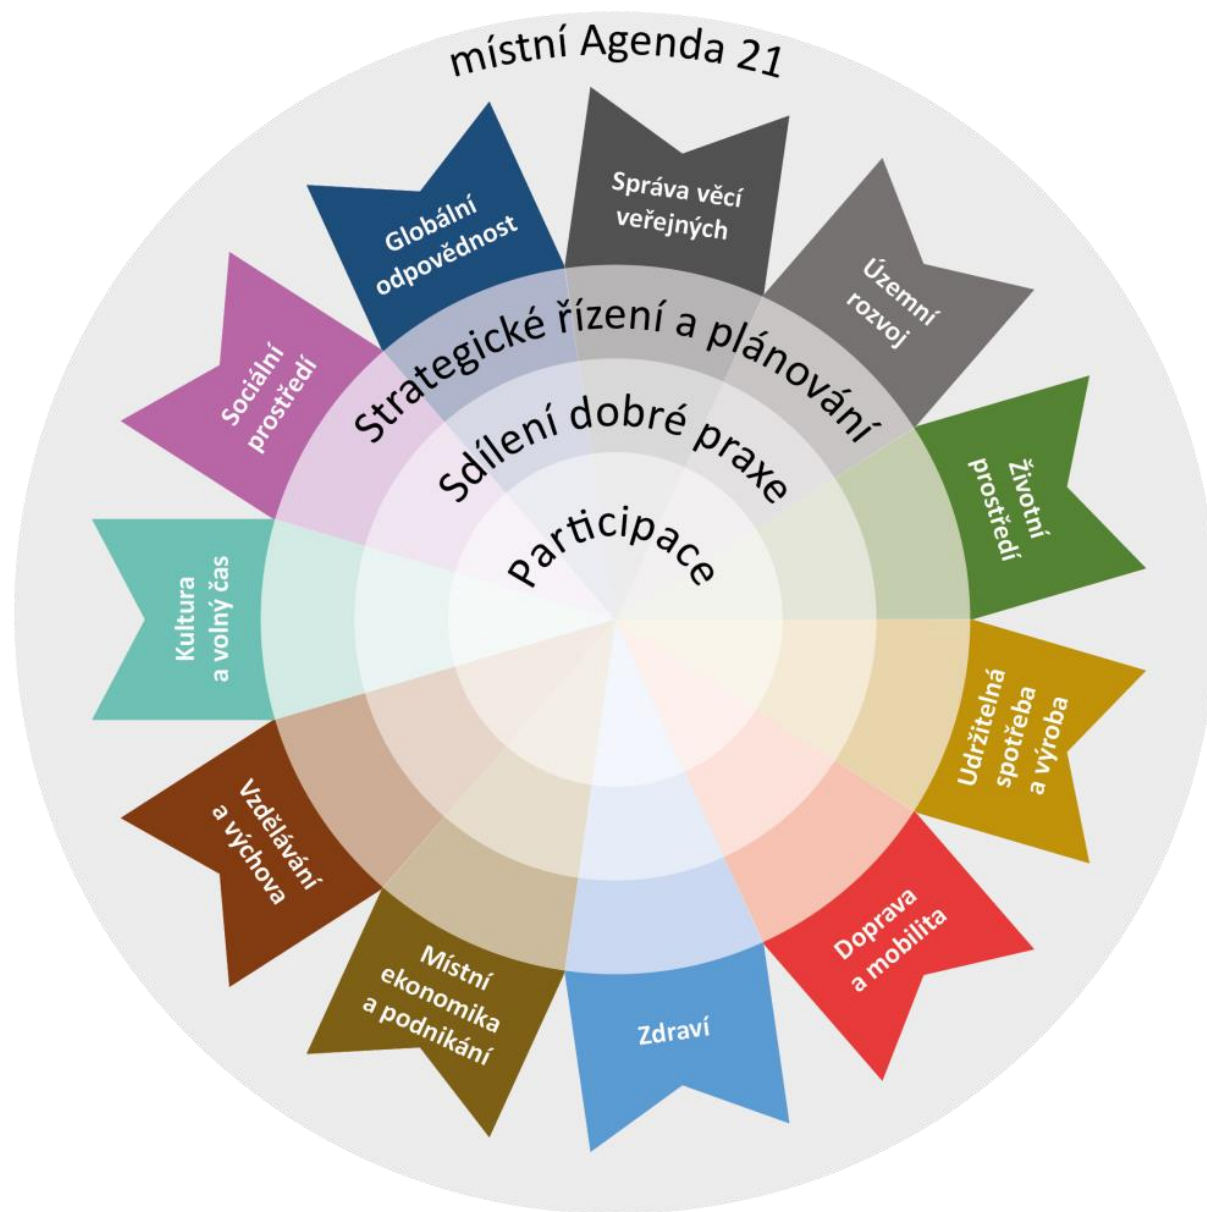 místní Agenda 21
Správa věcí
veřejných
Územní
rozvoj
Životní
prostředí
Udržitelná
spotřeba
a výroba
Doprava
a mobilita
Zdraví
Místní
ekonomika
a podnikání
Vzdělávání
a výchova
Kultura
a volný čas
Sociální
prostředí
Globální
odpovědnost
Strategické řízení a plánování
Sdílení dobré praxe
Participace